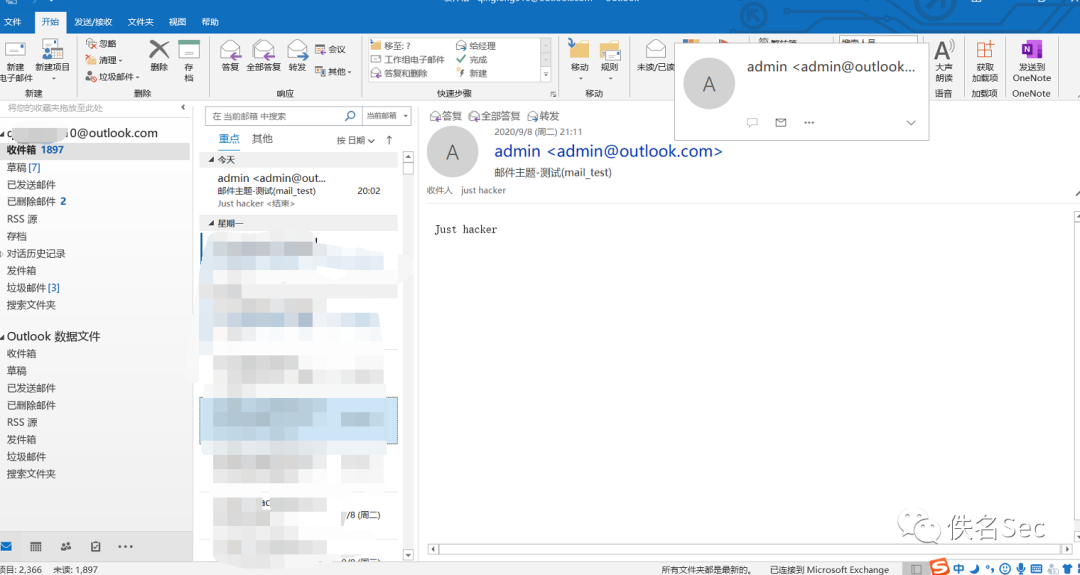 文件 开始 发送/接收 文件夹 视图 帮助
新建
电子邮件
新建项目
新建
忽略
清理
垃圾邮件
删除
存
档
删除
答复 全部答复 转发
会议
其他
响应
移至: ?
工作组电子邮件
答复和删除
给经理
完成
新建
快速步骤
移动 规则
移动
未读/已读
搜索人员
大声
朗读
语音
获取
加载项
加载项
发送到
OneNote
OneNote
admin <admin@outlook...
将您的收藏夹拖放至此处
0@outlook.com
收件箱 1897
草稿 [7]
已发送邮件
已删除邮件 2
RSS 源
存档
对话历史记录
发件箱
垃圾邮件 [3]
搜索文件夹
Outlook 数据文件
收件箱
草稿
已发送邮件
已删除邮件
RSS 源
发件箱
垃圾邮件
搜索文件夹
在 当前邮箱 中搜索 当前邮箱
重点 其他 按 日期
今天
admin <admin@out...
邮件主题-测试(mail_test) 20:02
Just hacker <结束>
星期一
/8 (周二)
答复 全部答复 转发
2020/9/8 (周二) 21:11
A
admin <admin@outlook.com>
邮件主题-测试(mail_test)
收件人 just hacker
Just hacker
A
佚名Sec
项目: 2,366 未读: 1,897
所有文件夹都是最新的。 已连接到 Microsoft Exchange
中